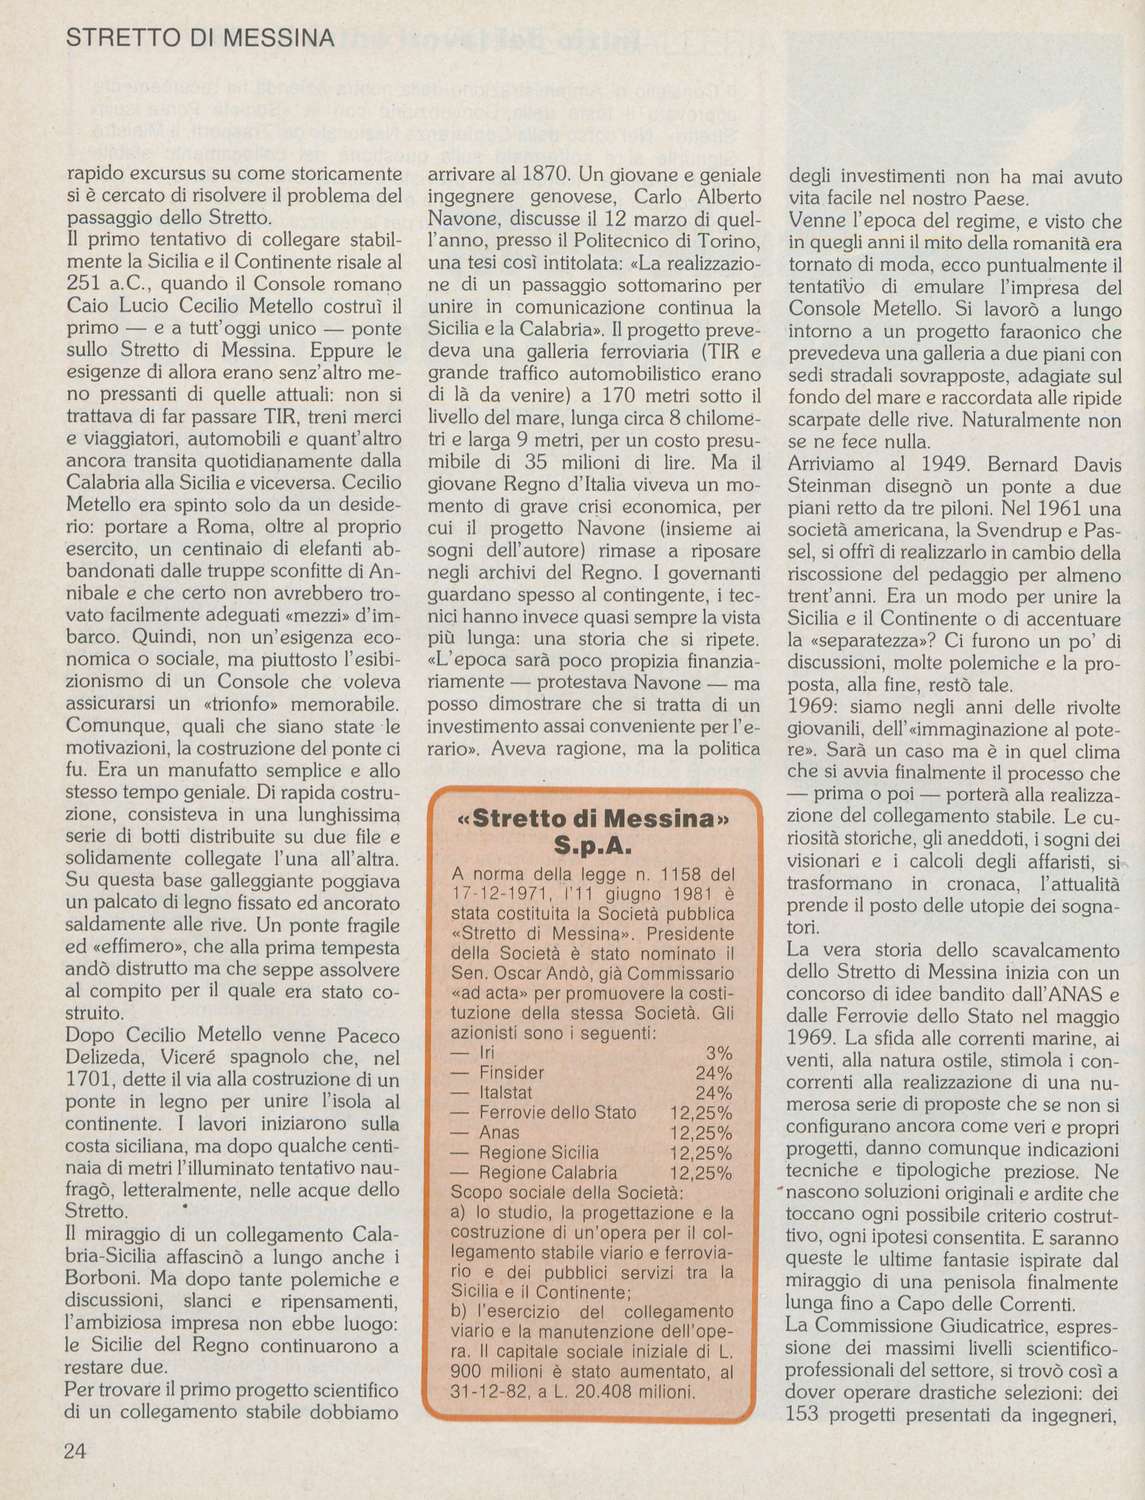 STRETTO DI MESSINA
rapido excursus su come storicamente
si è cercato di risolvere il problema del
passaggio dello Stretto.
Il primo tentativo di collegare stabil-
mente la Sicilia e il Continente risale al
251 a.C., quando il Console romano
Caio Lucio Cecilio Metello costruì il
primo — e a tutt'oggi unico — ponte
sullo Stretto di Messina. Eppure le
esigenze di allora erano senz'altro me-
no pressanti di quelle attuali: non si
trattava di far passare TIR, treni merci
e viaggiatori, automobili e quant'altro
ancora transita quotidianamente dalla
Calabria alla Sicilia e viceversa. Cecilio
Metello era spinto solo da un deside-
rio: portare a Roma, oltre al proprio
esercito, un centinaio di elefanti ab-
bandonati dalle truppe sconfitte di An-
nibale e che certo non avrebbero tro-
vato facilmente adeguati «mezzi» d'im-
barco. Quindi, non un'esigenza eco-
nomica o sociale, ma piuttosto l'esibi-
zionismo di un Console che voleva
assicurarsi un «trionfo» memorabile.
Comunque, quali che siano state le
motivazioni, la costruzione del ponte ci
fu. Era un manufatto semplice e allo
stesso tempo geniale. Di rapida costru-
zione, consisteva in una lunghissima
serie di botti distribuite su due file e
solidamente collegate l'una all'altra.
Su questa base galleggiante poggiava
un palcato di legno fissato ed ancorato
saldamente alle rive. Un ponte fragile
ed «effimero», che alla prima tempesta
andò distrutto ma che seppe assolvere
al compito per il quale era stato co-
struito.
Dopo Cecilio Metello venne Paceco
Delizeda, Viceré spagnolo che, nel
1701, dette il via alla costruzione di un
ponte in legno per unire l'isola al
continente. I lavori iniziarono sulla
costa siciliana, ma dopo qualche centi-
naia di metri l'illuminato tentativo nau-
fragò, letteralmente, nelle acque dello
Stretto.
Il miraggio di un collegamento Cala-
bria-Sicilia affascinò a lungo anche i
Borboni. Ma dopo tante polemiche e
discussioni, slanci e ripensamenti,
l'ambiziosa impresa non ebbe luogo:
le Sicilie del Regno continuarono a
restare due.
Per trovare il primo progetto scientifico
di un collegamento stabile dobbiamo
arrivare al 1870. Un giovane e geniale
ingegnere genovese, Carlo Alberto
Navone, discusse il 12 marzo di quel-
l'anno, presso il Politecnico di Torino,
una tesi così intitolata: «La realizzazio-
ne di un passaggio sottomarino per
unire in comunicazione continua la
Sicilia e la Calabria». Il progetto preve-
deva una galleria ferroviaria (TIR e
grande traffico automobilistico erano
di là da venire) a 170 metri sotto il
livello del mare, lunga circa 8 chilome-
tri e larga 9 metri, per un costo presu-
mibile di 35 milioni di lire. Ma il
giovane Regno d'Italia viveva un mo-
mento di grave crisi economica, per
cui il progetto Navone (insieme ai
sogni dell'autore) rimase a riposare
negli archivi del Regno. I governanti
guardano spesso al contingente, i tec-
nici hanno invece quasi sempre la vista
più lunga: una storia che si ripete.
«L'epoca sarà poco propizia finanzia-
riamente — protestava Navone — ma
posso dimostrare che si tratta di un
investimento assai conveniente per l'e-
rario». Aveva ragione, ma la politica
«Stretto di Messina»
S.p.A.
A norma della legge n. 1158 del
17-12-1971, l'11 giugno 1981 è
stata costituita la Società pubblica
«Stretto di Messina». Presidente
della Società è stato nominato il
Sen. Oscar Andò, già Commissario
«ad acta» per promuovere la costi-
tuzione della stessa Società. Gli
azionisti sono i seguenti:
— Iri 3%
— Finsider 24%
— Italstat 24%
— Ferrovie dello Stato 12,25%
— Anas 12,25%
— Regione Sicilia 12,25%
— Regione Calabria 12,25%
Scopo sociale della Società:
a) lo studio, la progettazione e la
costruzione di un'opera per il col-
legamento stabile viario e ferrovia-
rio e dei pubblici servizi tra la
Sicilia e il Continente;
b) l'esercizio del collegamento
viario e la manutenzione dell'ope-
ra. Il capitale sociale iniziale di L.
900 milioni è stato aumentato, al
31-12-82, a L. 20.408 milioni.
degli investimenti non ha mai avuto
vita facile nel nostro Paese.
Venne l'epoca del regime, e visto che
in quegli anni il mito della romanità era
tornato di moda, ecco puntualmente il
tentativo di emulare l'impresa del
Console Metello. Si lavorò a lungo
intorno a un progetto faraonico che
prevedeva una galleria a due piani con
sedi stradali sovrapposte, adagiate sul
fondo del mare e raccordata alle ripide
scarpate delle rive. Naturalmente non
se ne fece nulla.
Arriviamo al 1949. Bernard Davis
Steinman disegnò un ponte a due
piani retto da tre piloni. Nel 1961 una
società americana, la Svendrup e Pas-
sel, si offrì di realizzarlo in cambio della
riscossione del pedaggio per almeno
trent'anni. Era un modo per unire la
Sicilia e il Continente o di accentuare
la «separatezza»? Ci furono un po' di
discussioni, molte polemiche e la pro-
posta, alla fine, restò tale.
1969: siamo negli anni delle rivolte
giovanili, dell'«immaginazione al pote-
re». Sarà un caso ma è in quel clima
che si avvia finalmente il processo che
— prima o poi — porterà alla realizza-
zione del collegamento stabile. Le cu-
riosità storiche, gli aneddoti, i sogni dei
visionari e i calcoli degli affaristi, si
trasformano in cronaca, l'attualità
prende il posto delle utopie dei sogna-
tori.
La vera storia dello scavalcamento
dello Stretto di Messina inizia con un
concorso di idee bandito dall'ANAS e
dalle Ferrovie dello Stato nel maggio
1969. La sfida alle correnti marine, ai
venti, alla natura ostile, stimola i con-
correnti alla realizzazione di una nu-
merosa serie di proposte che se non si
configurano ancora come veri e propri
progetti, danno comunque indicazioni
tecniche e tipologiche preziose. Ne
nascono soluzioni originali e ardite che
toccano ogni possibile criterio costrut-
tivo, ogni ipotesi consentita. E saranno
queste le ultime fantasie ispirate dal
miraggio di una penisola finalmente
lunga fino a Capo delle Correnti.
La Commissione Giudicatrice, espres-
sione dei massimi livelli scientifico-
professionali del settore, si trovò così a
dover operare drastiche selezioni: dei
153 progetti presentati da ingegneri,
24